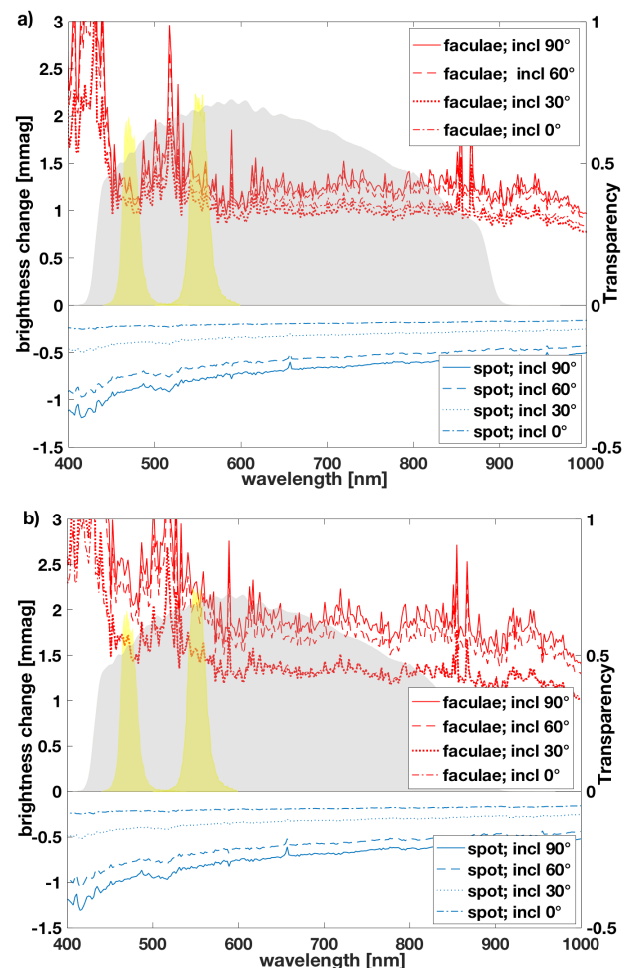 a)
3
2.5
2
1.5
1
0.5
0
-0.5
-1
-1.5
brightness change [mmag]
faculae; incl 90°
faculae;  incl 60°
faculae; incl 30°
faculae; incl 0°
1
0.5
0
-0.5
Transparency
spot; incl 90°
spot; incl 60°
spot; incl 30°
spot; incl 0°
400 500 600 700 800 900 1000
wavelength [nm]
b)
3
2.5
2
1.5
1
0.5
0
-0.5
-1
-1.5
brightness change [mmag]
1
0.5
0
-0.5
Transparency
faculae; incl 90°
faculae; incl 60°
faculae; incl 30°
faculae; incl 0°
spot; incl 90°
spot; incl 60°
spot; incl 30°
spot; incl 0°
400 500 600 700 800 900 1000
wavelength [nm]